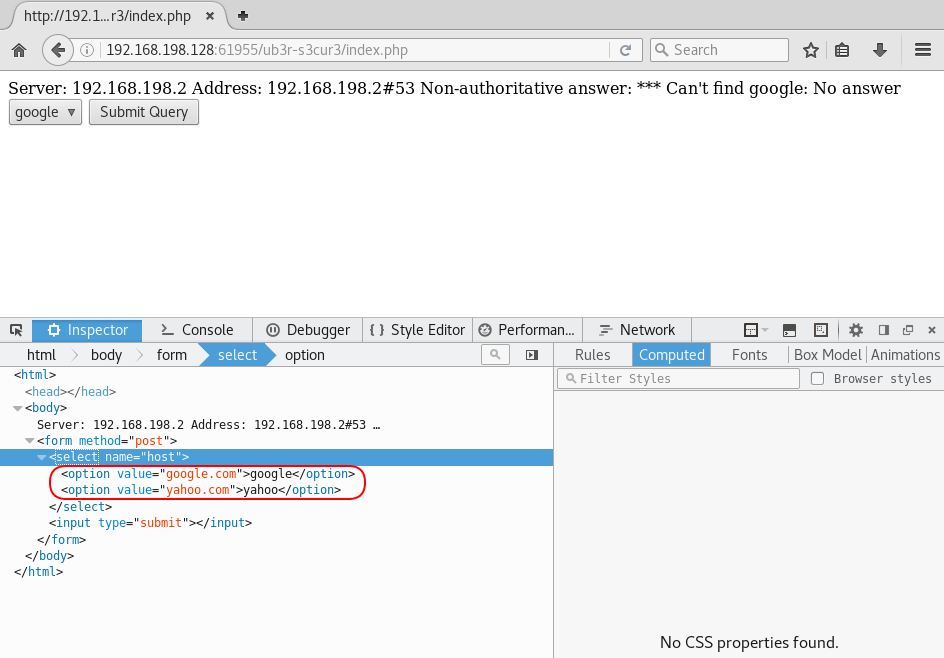 http://192.1...r3/index.php
192.168.198.128:61955/ub3r-s3cur3/index.php
Search
Server: 192.168.198.2 Address: 192.168.198.2#53 Non-authoritative answer: *** Can't find google: No answer
google
Submit Query
Inspector
Console
Debugger
{ } Style Editor
Performan...
Network
html
body
form
select
option
Rules
Computed
Fonts
Box Model
Animations
Filter Styles
Browser styles
<html>
<head></head>
<body>
Server: 192.168.198.2 Address: 192.168.198.2#53 …
<form method="post">
<select name="host">
<option value="google.com">google</option>
<option value="yahoo.com">yahoo</option>
</select>
<input type="submit"></input>
</form>
</body>
</html>
No CSS properties found.